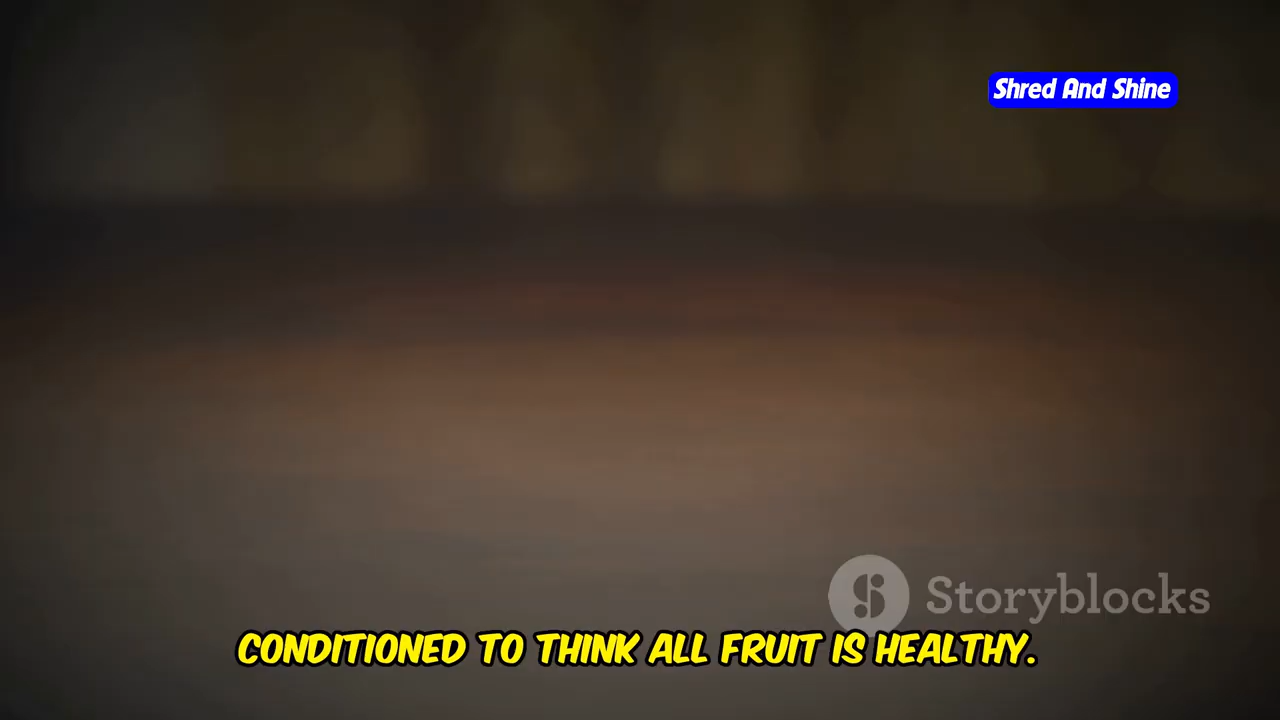 Shred And Shine
Storyblocks
CONDITIONED TO THINK ALL FRUIT IS HEALTHY.